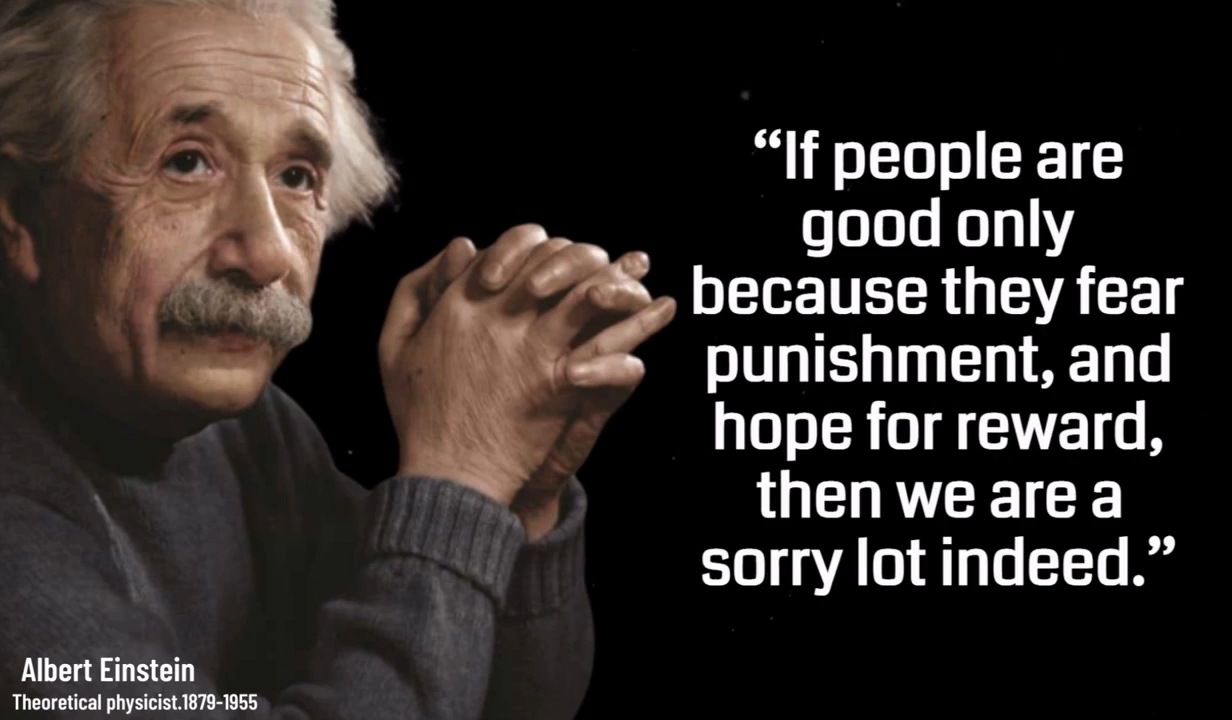 “If people are
good only
because they fear
punishment, and
hope for reward,
then we are a
sorry lot indeed.”
Albert Einstein
Theoretical physicist.1879-1955